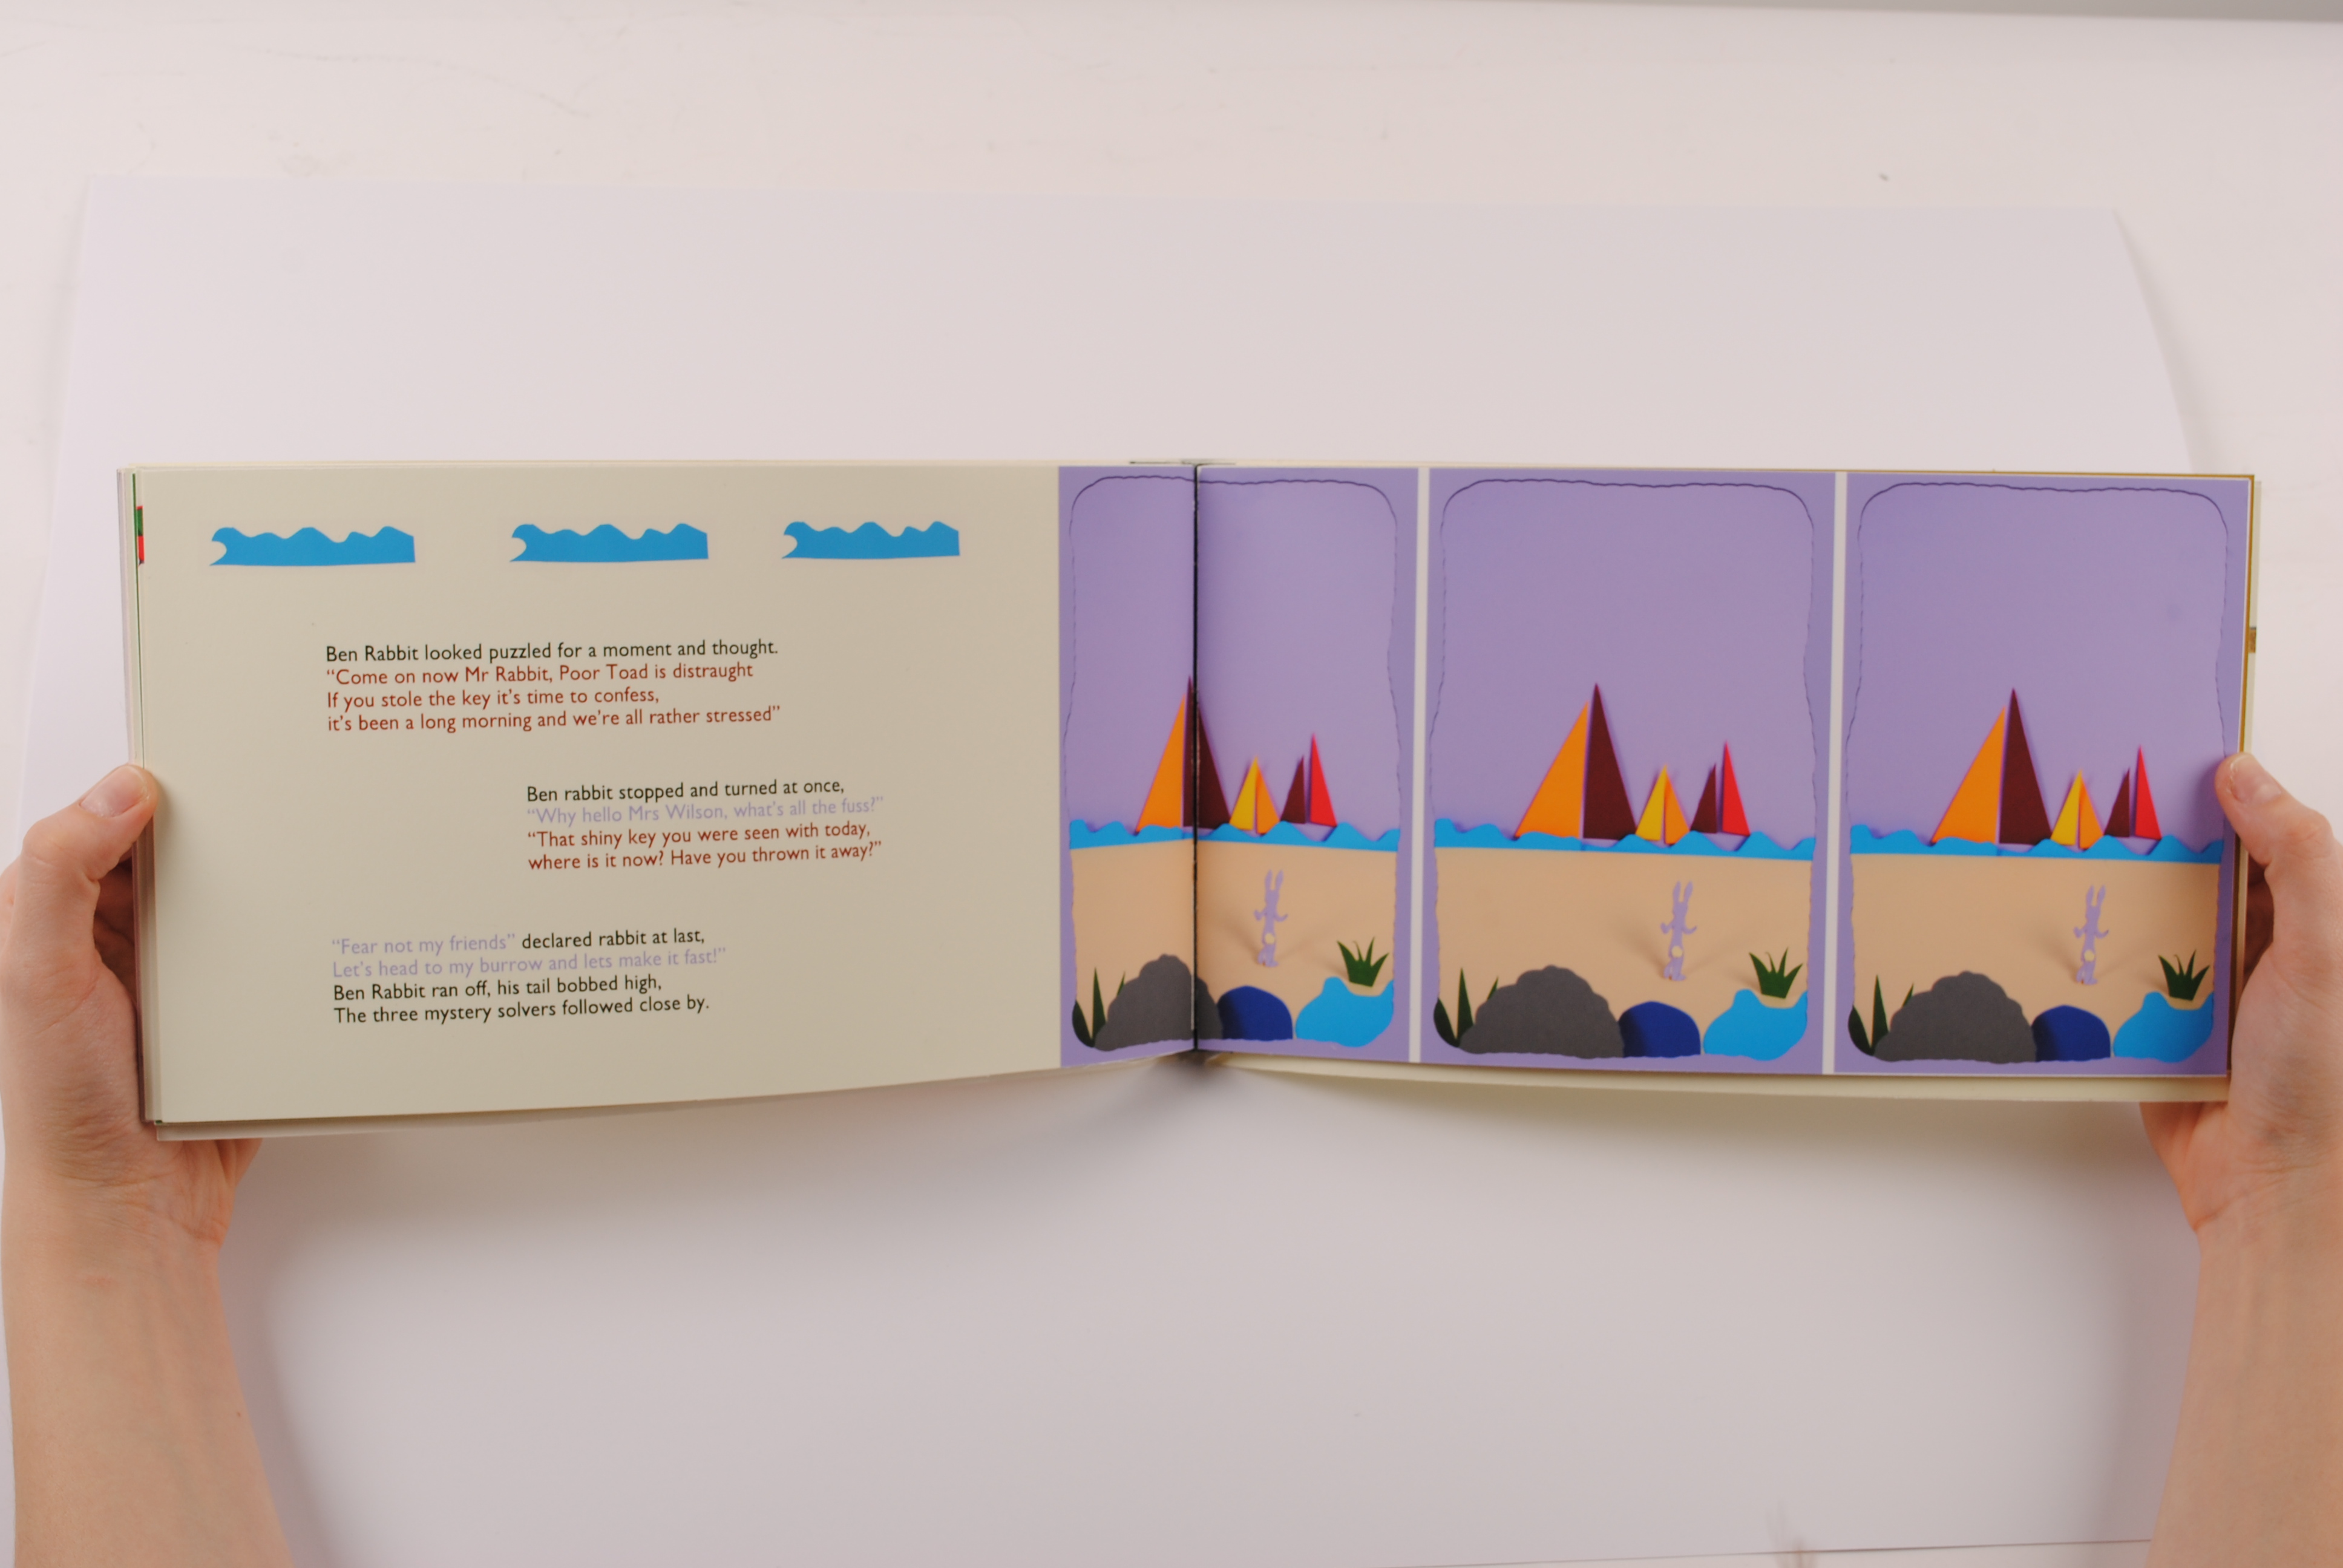 Ben Rabbit looked puzzled for a moment and thought.
“Come on now Mr Rabbit, Poor Toad is distraught
If you stole the key it’s time to confess,
it’s been a long morning and we’re all rather stressed”
Ben rabbit stopped and turned at once,
“Why hello Mrs Wilson, what’s all the fuss?”
“That shiny key you were seen with today,
where is it now? Have you thrown it away?”
“Fear not my friends” declared rabbit at last,
Let’s head to my burrow and lets make it fast!”
Ben Rabbit ran off, his tail bobbed high,
The three mystery solvers followed close by.